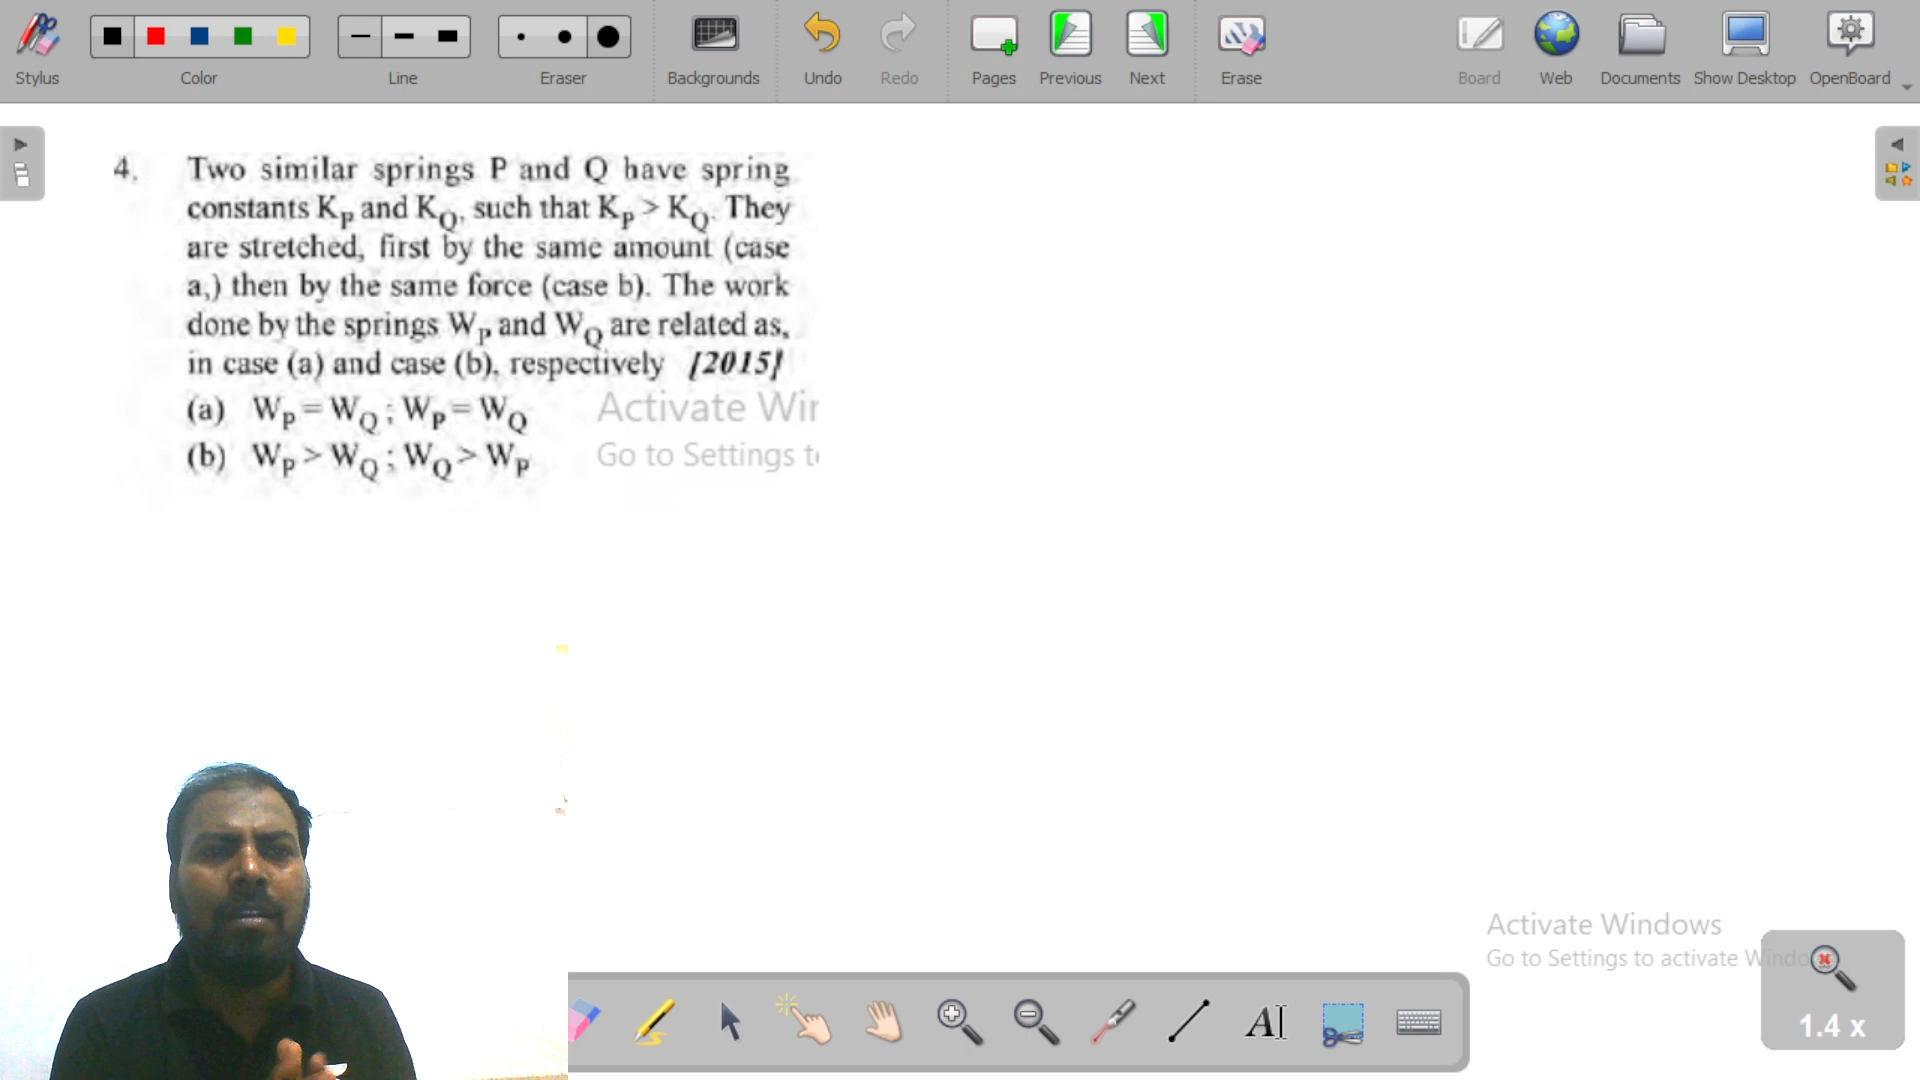 Stylus
Color
Line
Eraser
Backgrounds
Undo
Redo
Pages
Previous
Next
Erase
Board
Web
Documents
Show Desktop
OpenBoard
4. Two similar springs P and Q have spring
constants K_P and K_Q, such that K_P > K_Q. They
are stretched, first by the same amount (case
a,) then by the same force (case b). The work
done by the springs W_P and W_Q are related as,
in case (a) and case (b), respectively [2015]
(a) W_P = W_Q ; W_P = W_Q
(b) W_P > W_Q ; W_Q > W_P
Activate Wir
Go to Settings t
Activate Windows
Go to Settings to activate Windo
AI
1.4 x